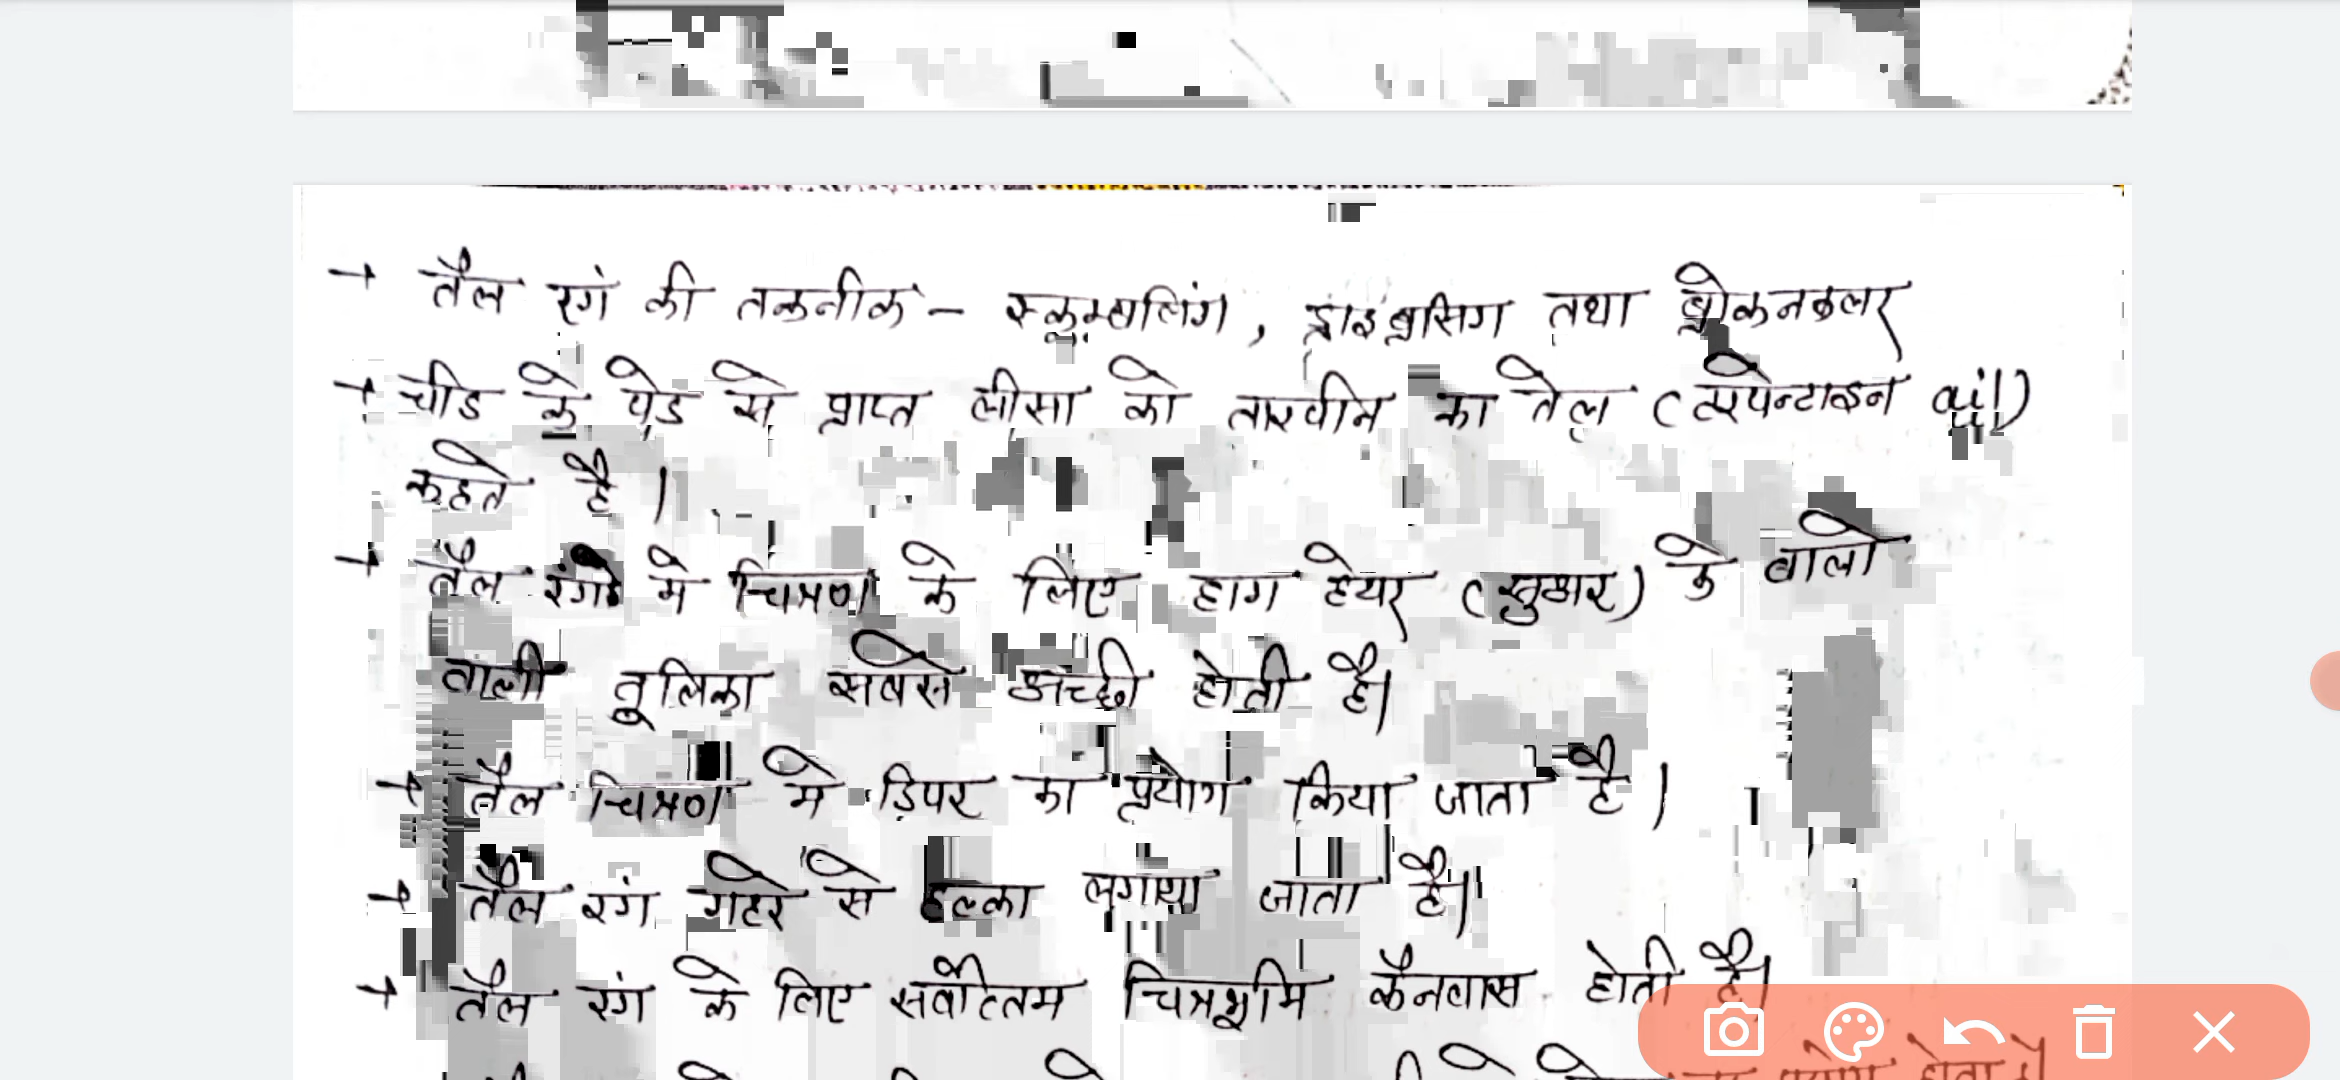 → तैल रगं की तकनीक - स्कूम्बलिंग, ड्राइब्रसिग तथा ब्रोकनकलर
→ चीड के पेड से प्राप्त लीसा को तारपीन का तेल (टरपेन्टाइन oil)
कहते है।
→ तैल रंगो मे चित्रण के लिए हाग हेयर (सुअर) के बालो
वाली तूलिका सबसे अच्छी होती है।
→ तैल चित्रण मे डिपर का प्रयोग किया जाता है।
→ तैल रंग गहरे से हल्का लगाया जाता है।
→ तैल रंग के लिए सर्वोत्तम चित्रभूमि कैनवास होती है।